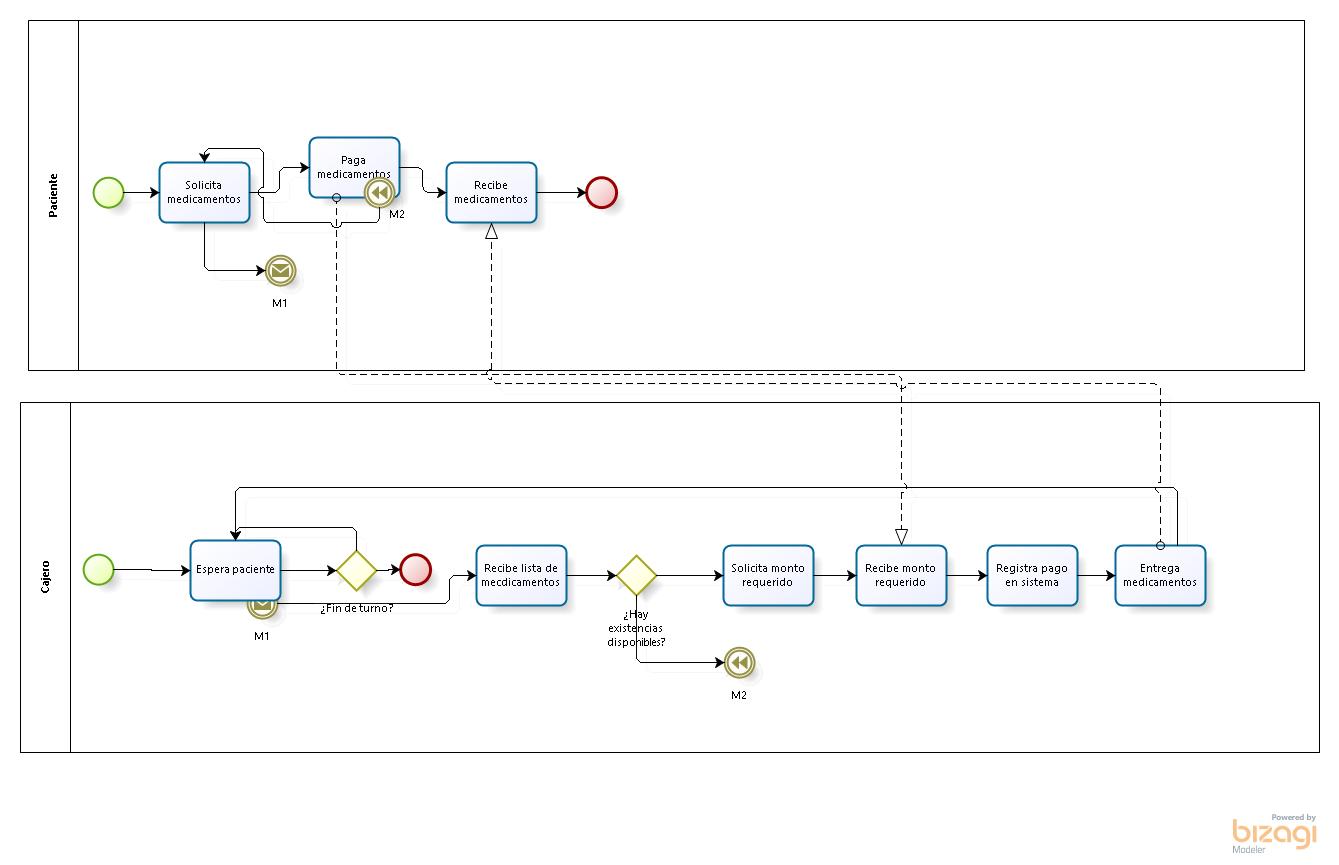 Paciente
Solicita
medicamentos
Paga
medicamentos
M2
Recibe
medicamentos
M1
Cajero
Espera paciente
M1
¿Fin de turno?
Recibe lista de
mecdicamentos
¿Hay
existencias
disponibles?
M2
Solicita monto
requerido
Recibe monto
requerido
Registra pago
en sistema
Entrega
medicamentos
Powered by
bizagi
Modeler